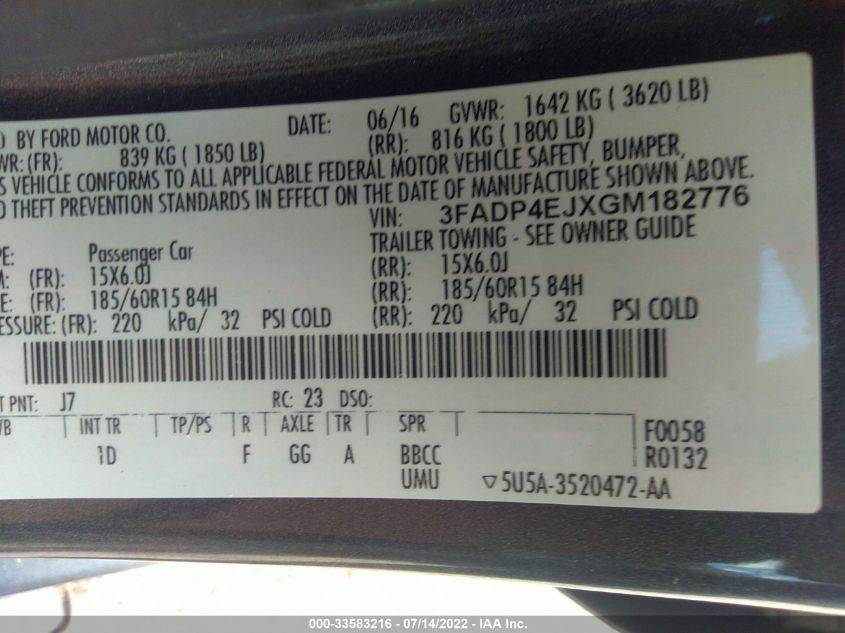 BY FORD MOTOR CO. DATE: 06/16 GVWR: 1642 KG ( 3620 LB)
(FR): 839 KG ( 1850 LB) (RR): 816 KG ( 1800 LB)
VEHICLE CONFORMS TO ALL APPLICABLE FEDERAL MOTOR VEHICLE SAFETY, BUMPER,
THEFT PREVENTION STANDARDS IN EFFECT ON THE DATE OF MANUFACTURE SHOWN ABOVE.
VIN: 3FADP4EJXGM182776
Passenger Car TRAILER TOWING - SEE OWNER GUIDE
(FR): 15X6.0J (RR): 15X6.0J
(FR): 185/60R15 84H (RR): 185/60R15 84H
(FR): 220 kPa/ 32 PSI COLD (RR): 220 kPa/ 32 PSI COLD
PNT: J7 RC: 23 DSO:
INT TR TP/PS R AXLE TR SPR F0058
1D F GG A BBCC R0132
UMU ▽5U5A-3520472-AA
000-33583216 - 07/14/2022 - IAA Inc.